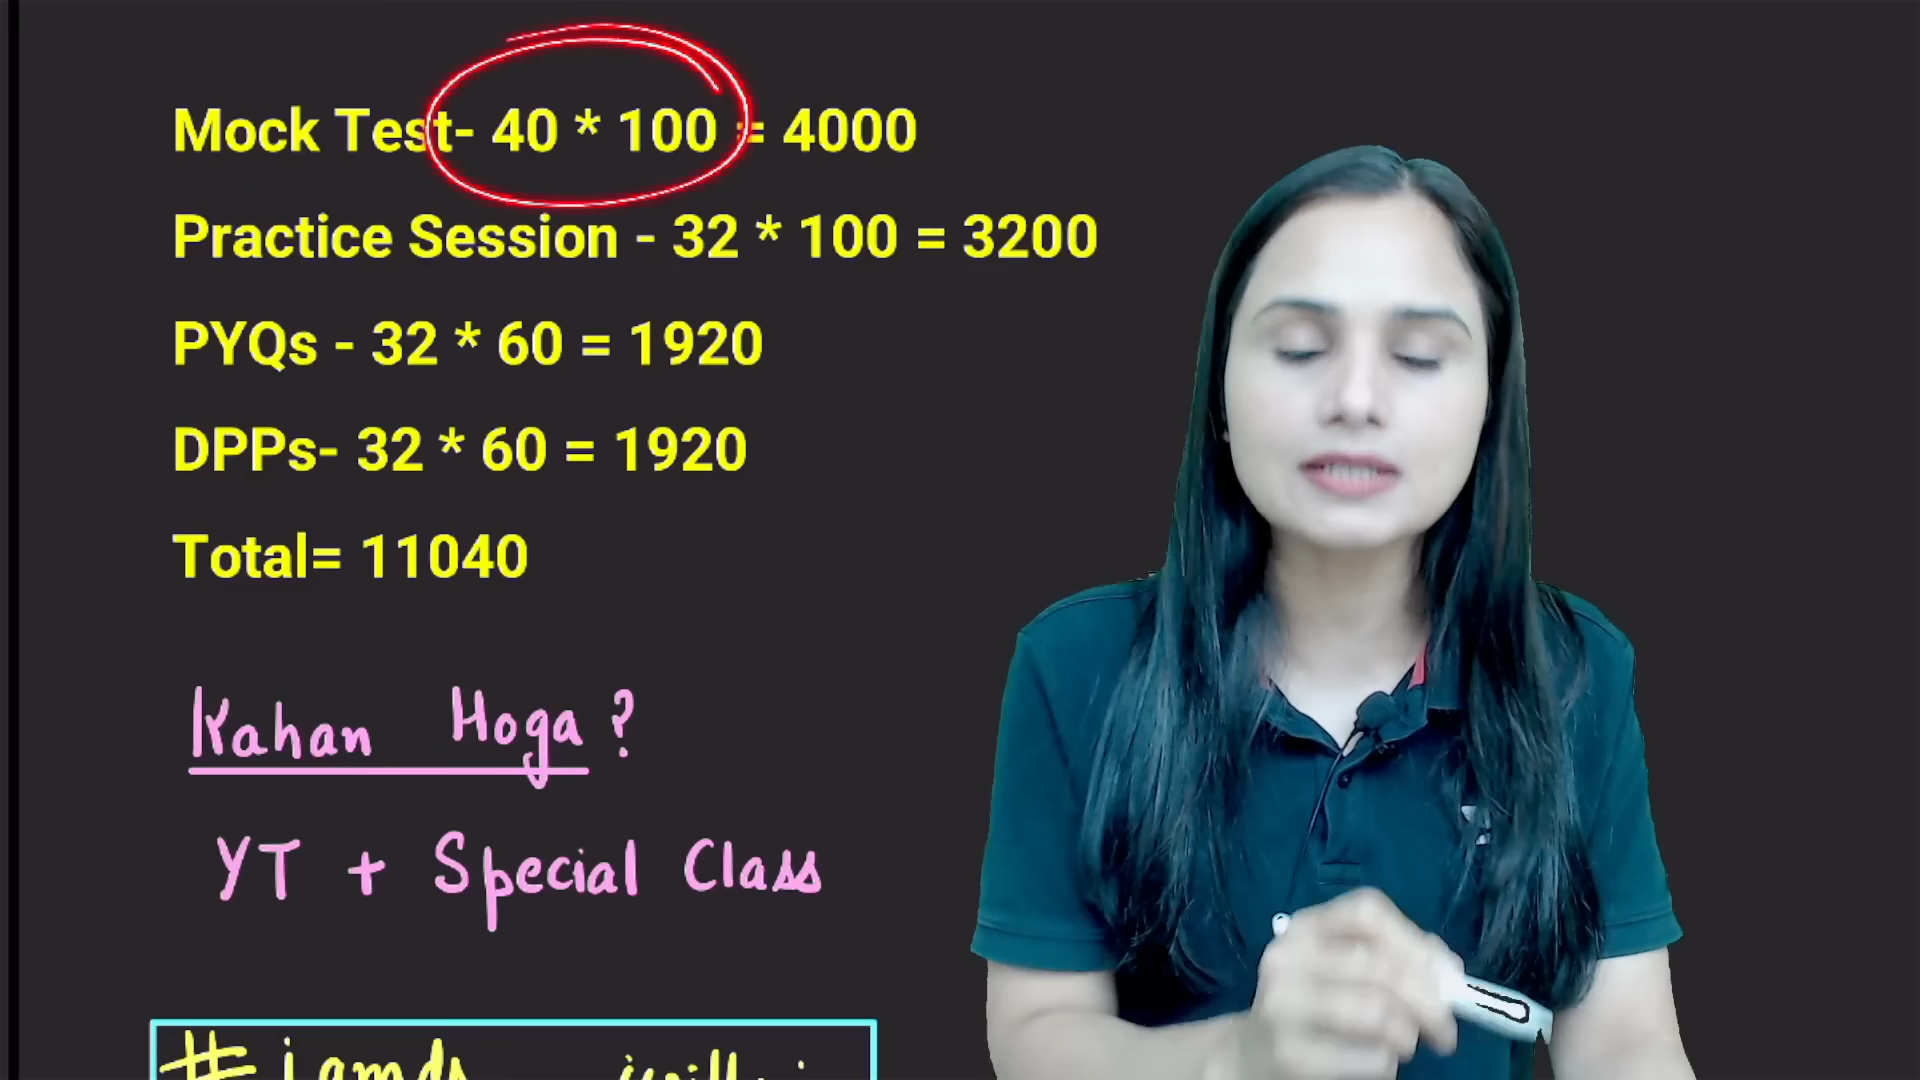 Mock Test- 40 * 100 = 4000
Practice Session - 32 * 100 = 3200
PYQs - 32 * 60 = 1920
DPPs- 32 * 60 = 1920
Total= 11040
Kahan Hoga ?
YT + Special Class